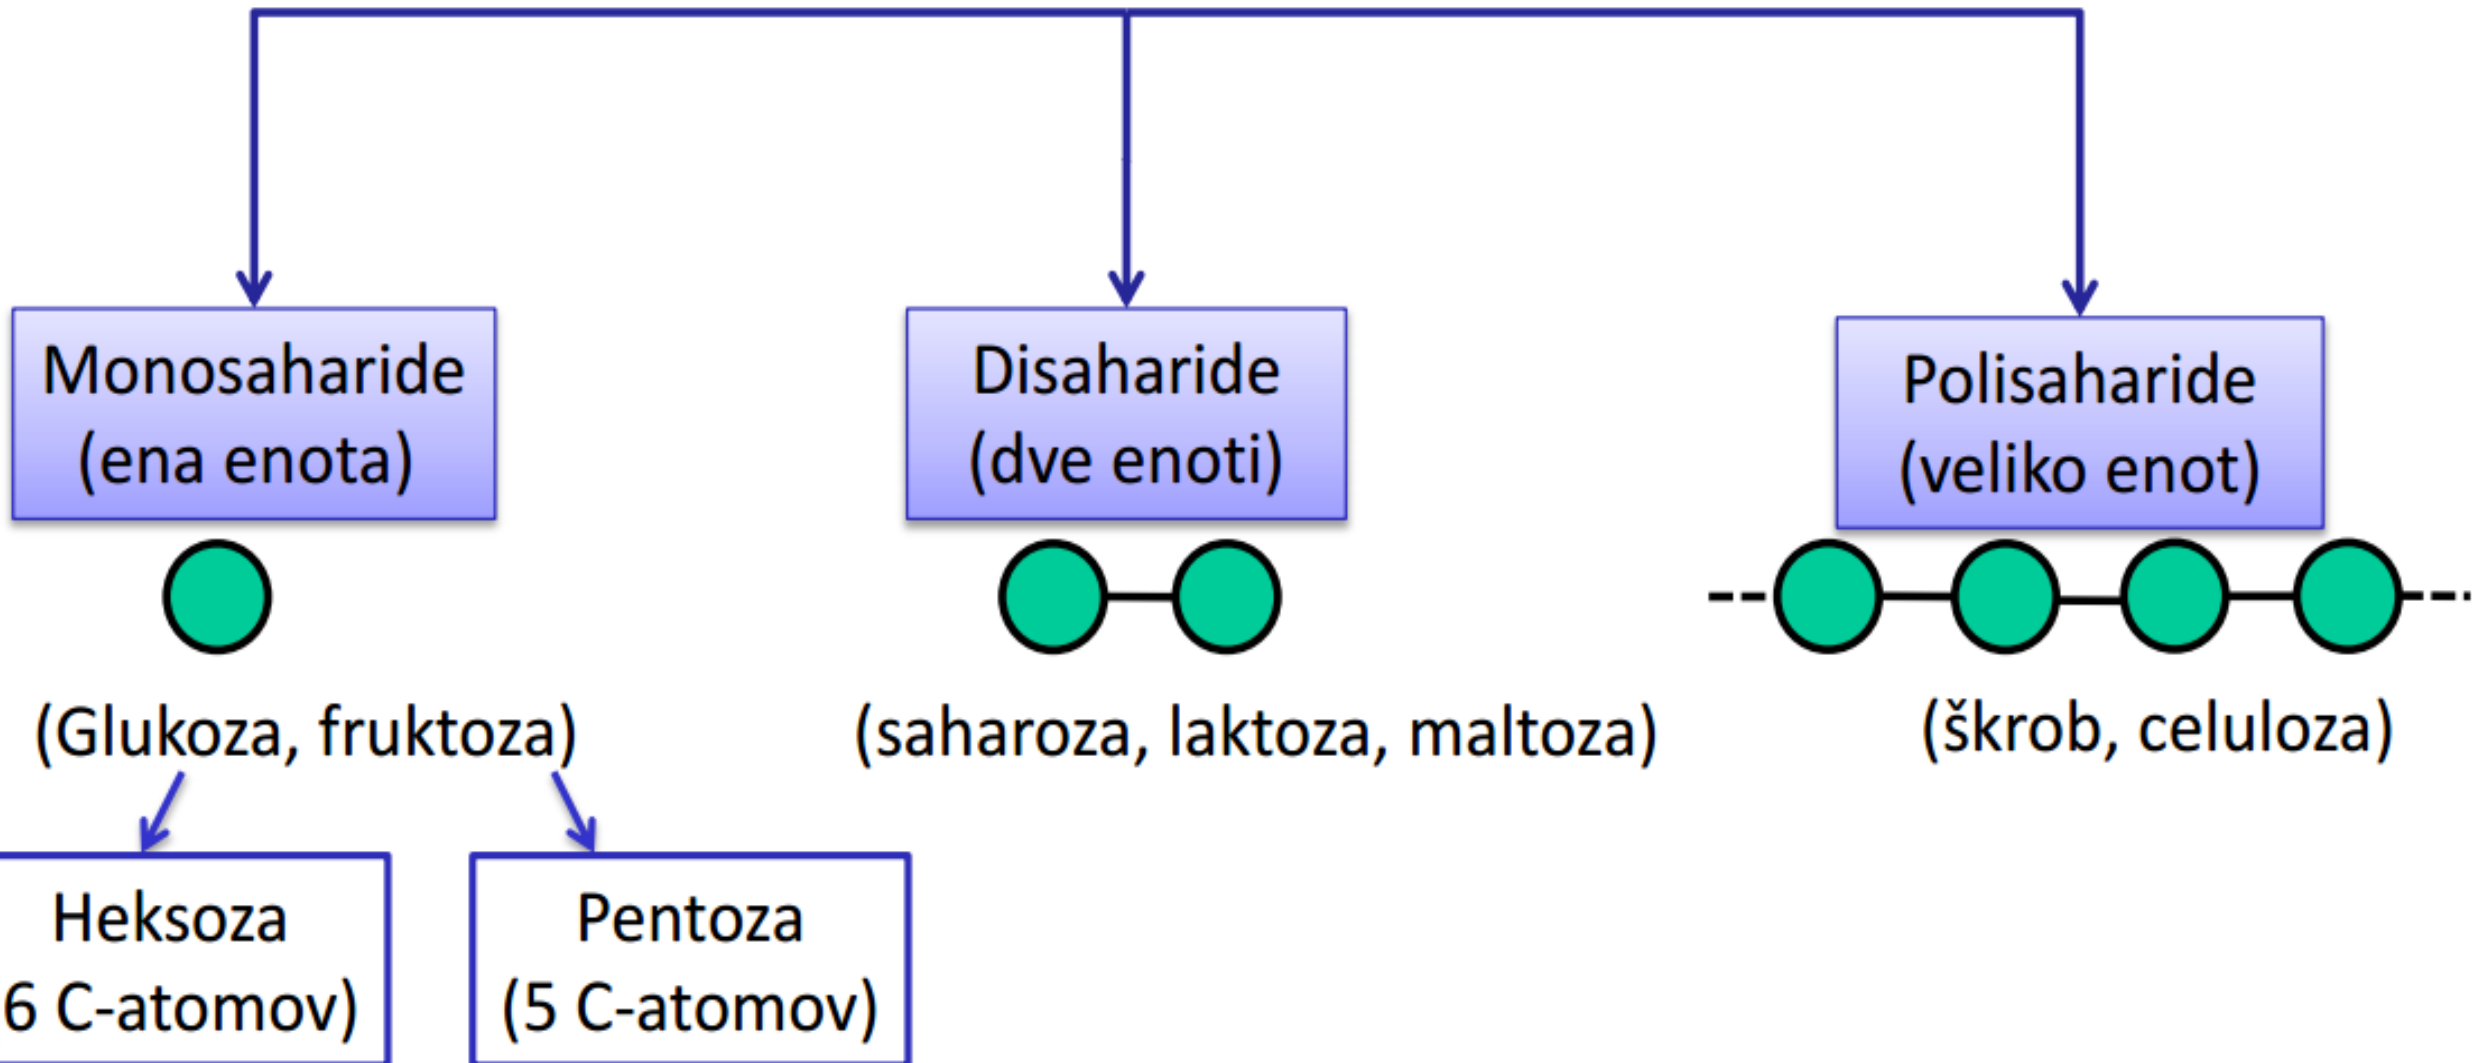 Monosaharide
(ena enota)
Disaharide
(dve enoti)
Polisaharide
(veliko enot)
(Glukoza, fruktoza)
(saharoza, laktoza, maltoza)
(škrob, celuloza)
Heksoza
6 C-atomov)
Pentoza
(5 C-atomov)